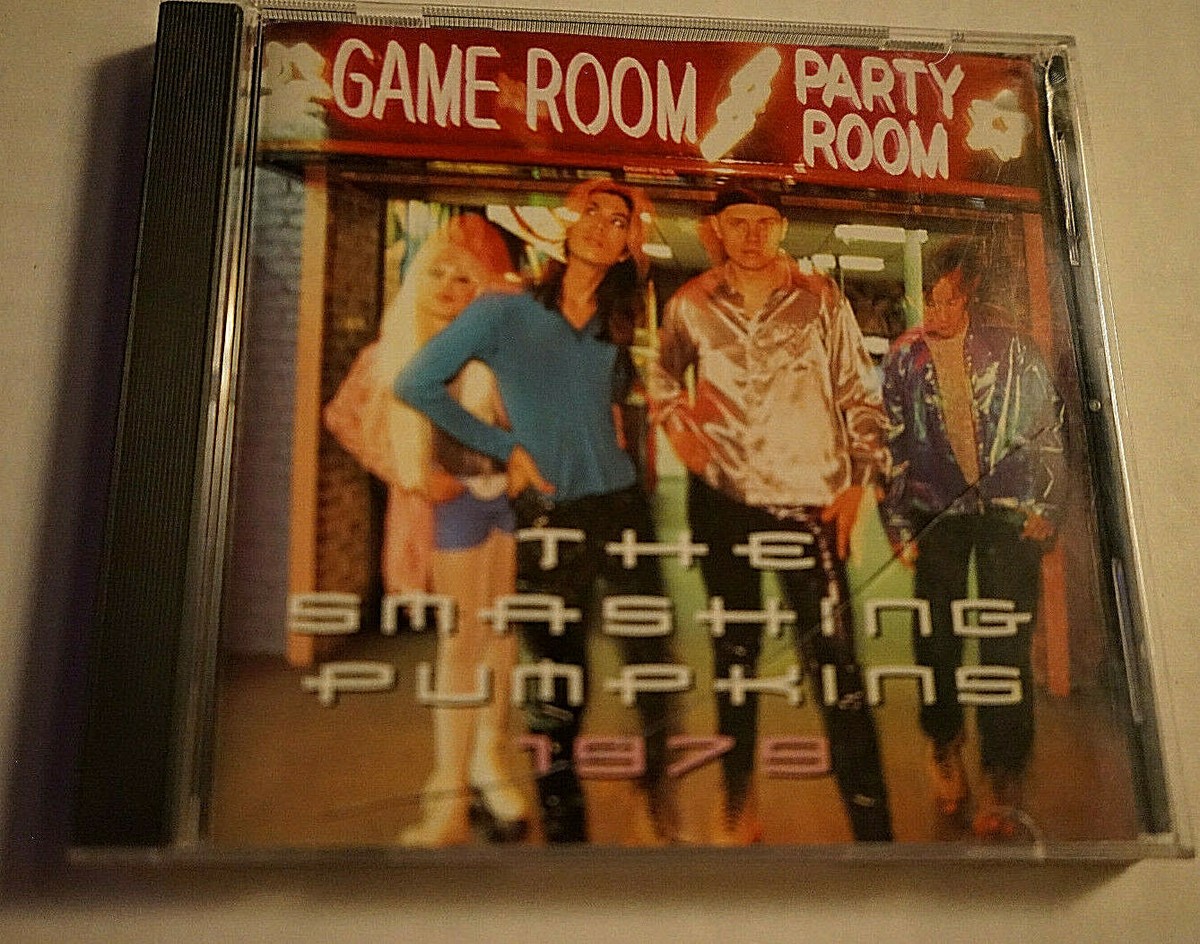 GAME ROOM
PARTY
ROOM
THE
SMASHING
PUMPKINS
1979